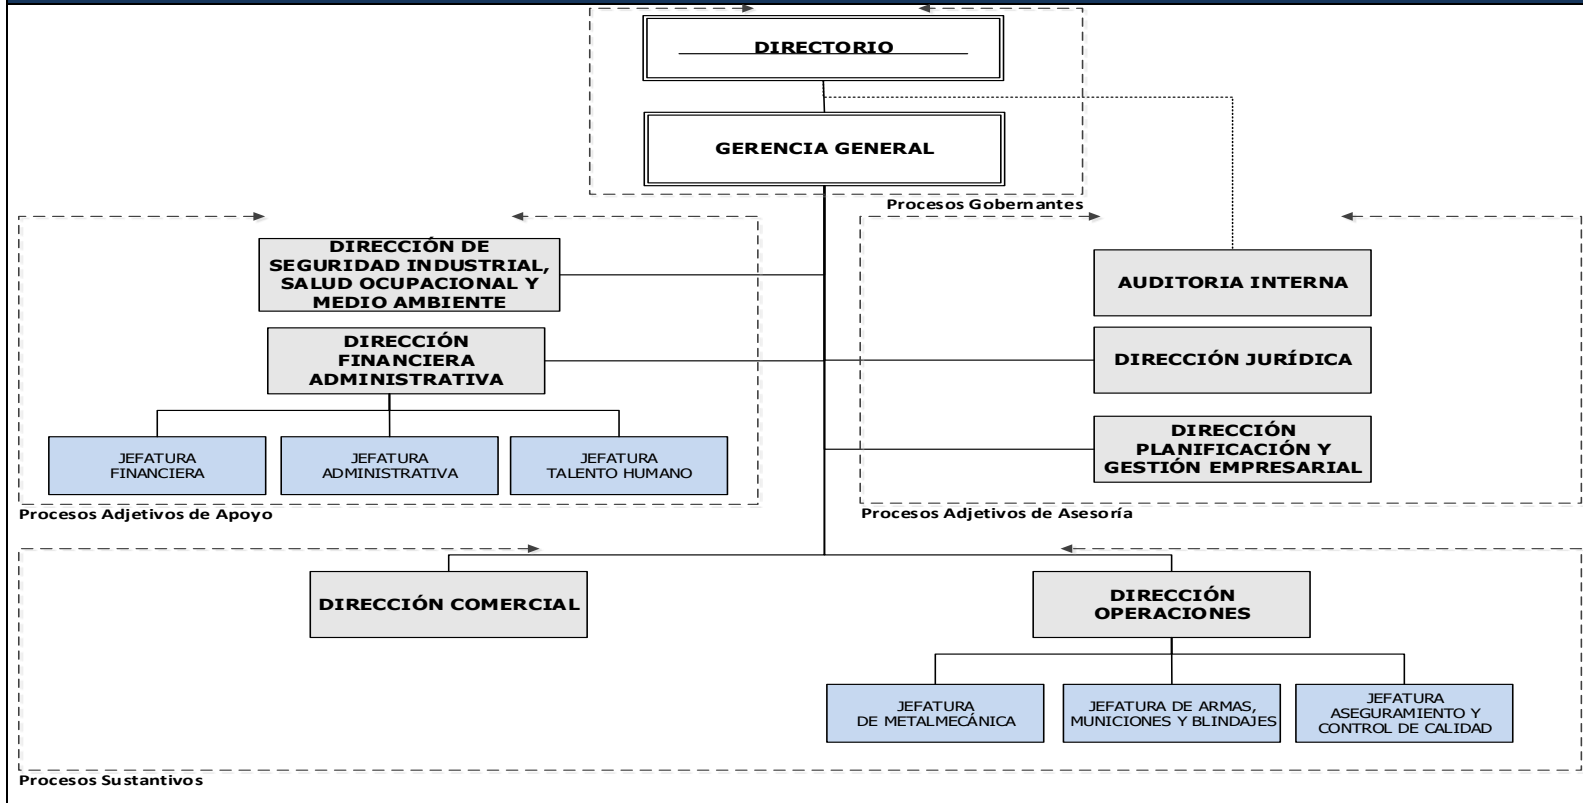 DIRECTORIO
GERENCIA GENERAL
Procesos Gobernantes
DIRECCIÓN DE
SEGURIDAD INDUSTRIAL,
SALUD OCUPACIONAL Y
MEDIO AMBIENTE
DIRECCIÓN
FINANCIERA
ADMINISTRATIVA
JEFATURA
FINANCIERA
JEFATURA
ADMINISTRATIVA
JEFATURA
TALENTO HUMANO
Procesos Adjetivos de Apoyo
AUDITORIA INTERNA
DIRECCIÓN JURÍDICA
DIRECCIÓN
PLANIFICACIÓN Y
GESTIÓN EMPRESARIAL
Procesos Adjetivos de Asesoría
DIRECCIÓN COMERCIAL
DIRECCIÓN
OPERACIONES
JEFATURA
DE METALMECÁNICA
JEFATURA DE ARMAS,
MUNICIONES Y BLINDAJES
JEFATURA
ASEGURAMIENTO Y
CONTROL DE CALIDAD
Procesos Sustantivos